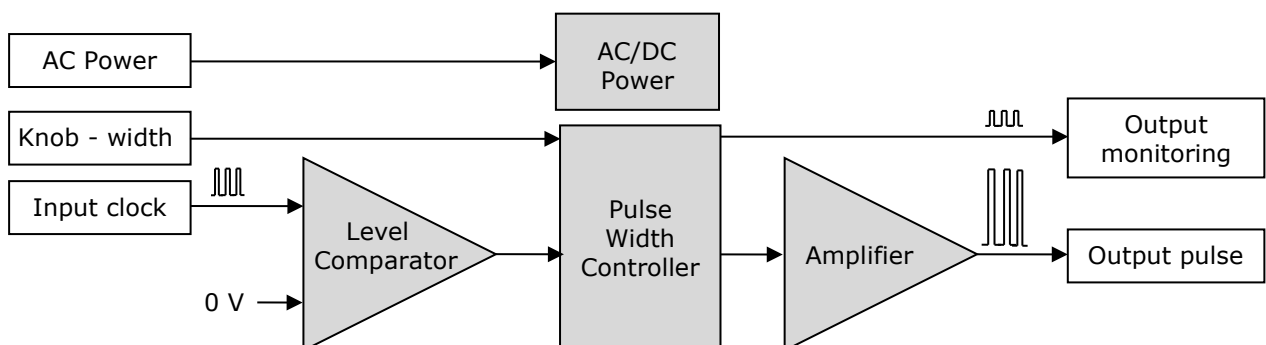 AC Power
AC/DC
Power
Knob - width
Output
monitoring
Input clock
Level
Comparator
Pulse
Width
Controller
Amplifier
Output pulse
0 V